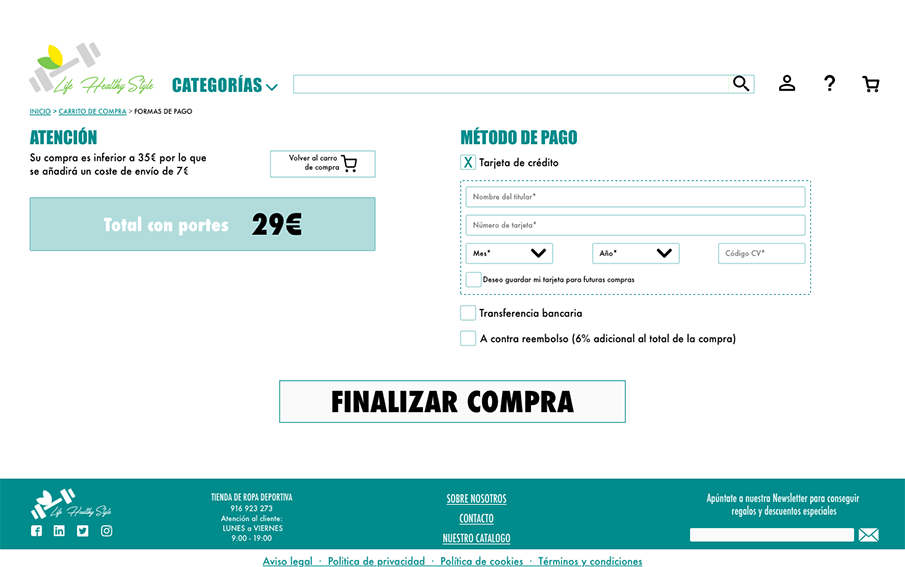 Life Healthy Style
CATEGORÍAS
?
INICIO > CARRITO DE COMPRA > FORMAS DE PAGO
ATENCIÓN
Su compra es inferior a 35€ por lo que
se añadirá un coste de envío de 7€
Volver al carro
de compra
Total con portes 29€
MÉTODO DE PAGO
X Tarjeta de crédito
Nombre del titular*
Número de tarjeta*
Mes* Año* Código CV*
Deseo guardar mi tarjeta para futuras compras
Transferencia bancaria
A contra reembolso (6% adicional al total de la compra)
FINALIZAR COMPRA
Life Healthy Style
TIENDA DE ROPA DEPORTIVA
916 923 273
Atención al cliente:
LUNES a VIERNES
9:00 - 19:00
SOBRE NOSOTROS
CONTACTO
NUESTRO CATALOGO
Apúntate a nuestra Newsletter para conseguir
regalos y descuentos especiales
Aviso legal · Política de privacidad · Política de cookies · Términos y condiciones